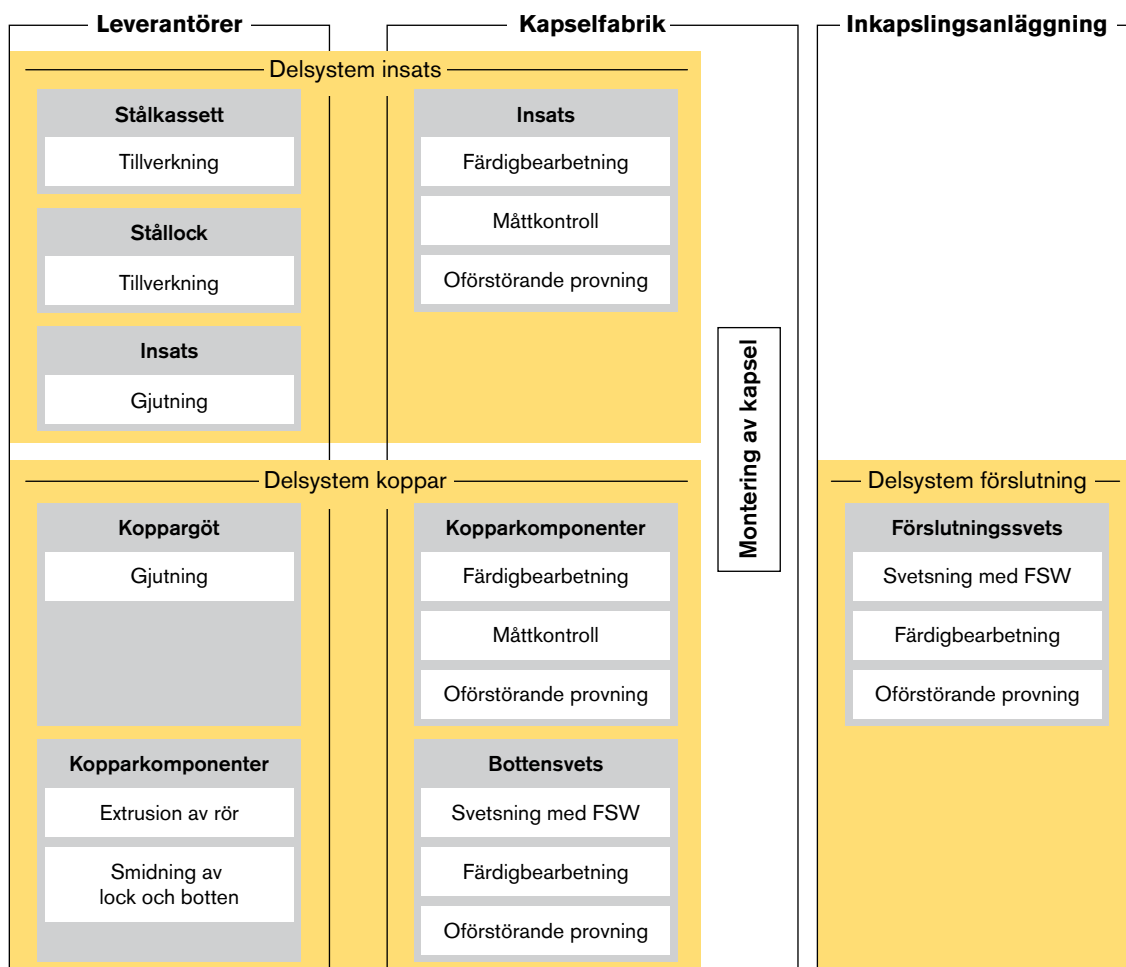 Leverantörer
Kapselfabrik
Inkapslingsanläggning
Delsystem insats
Stålkassett
Tillverkning
Stållock
Tillverkning
Insats
Gjutning
Insats
Färdigbearbetning
Måttkontroll
Oförstörande provning
Montering av kapsel
Delsystem koppar
Koppargöt
Gjutning
Kopparkomponenter
Extrusion av rör
Smidning av
lock och botten
Kopparkomponenter
Färdigbearbetning
Måttkontroll
Oförstörande provning
Bottensvets
Svetsning med FSW
Färdigbearbetning
Oförstörande provning
Delsystem förslutning
Förslutningssvets
Svetsning med FSW
Färdigbearbetning
Oförstörande provning